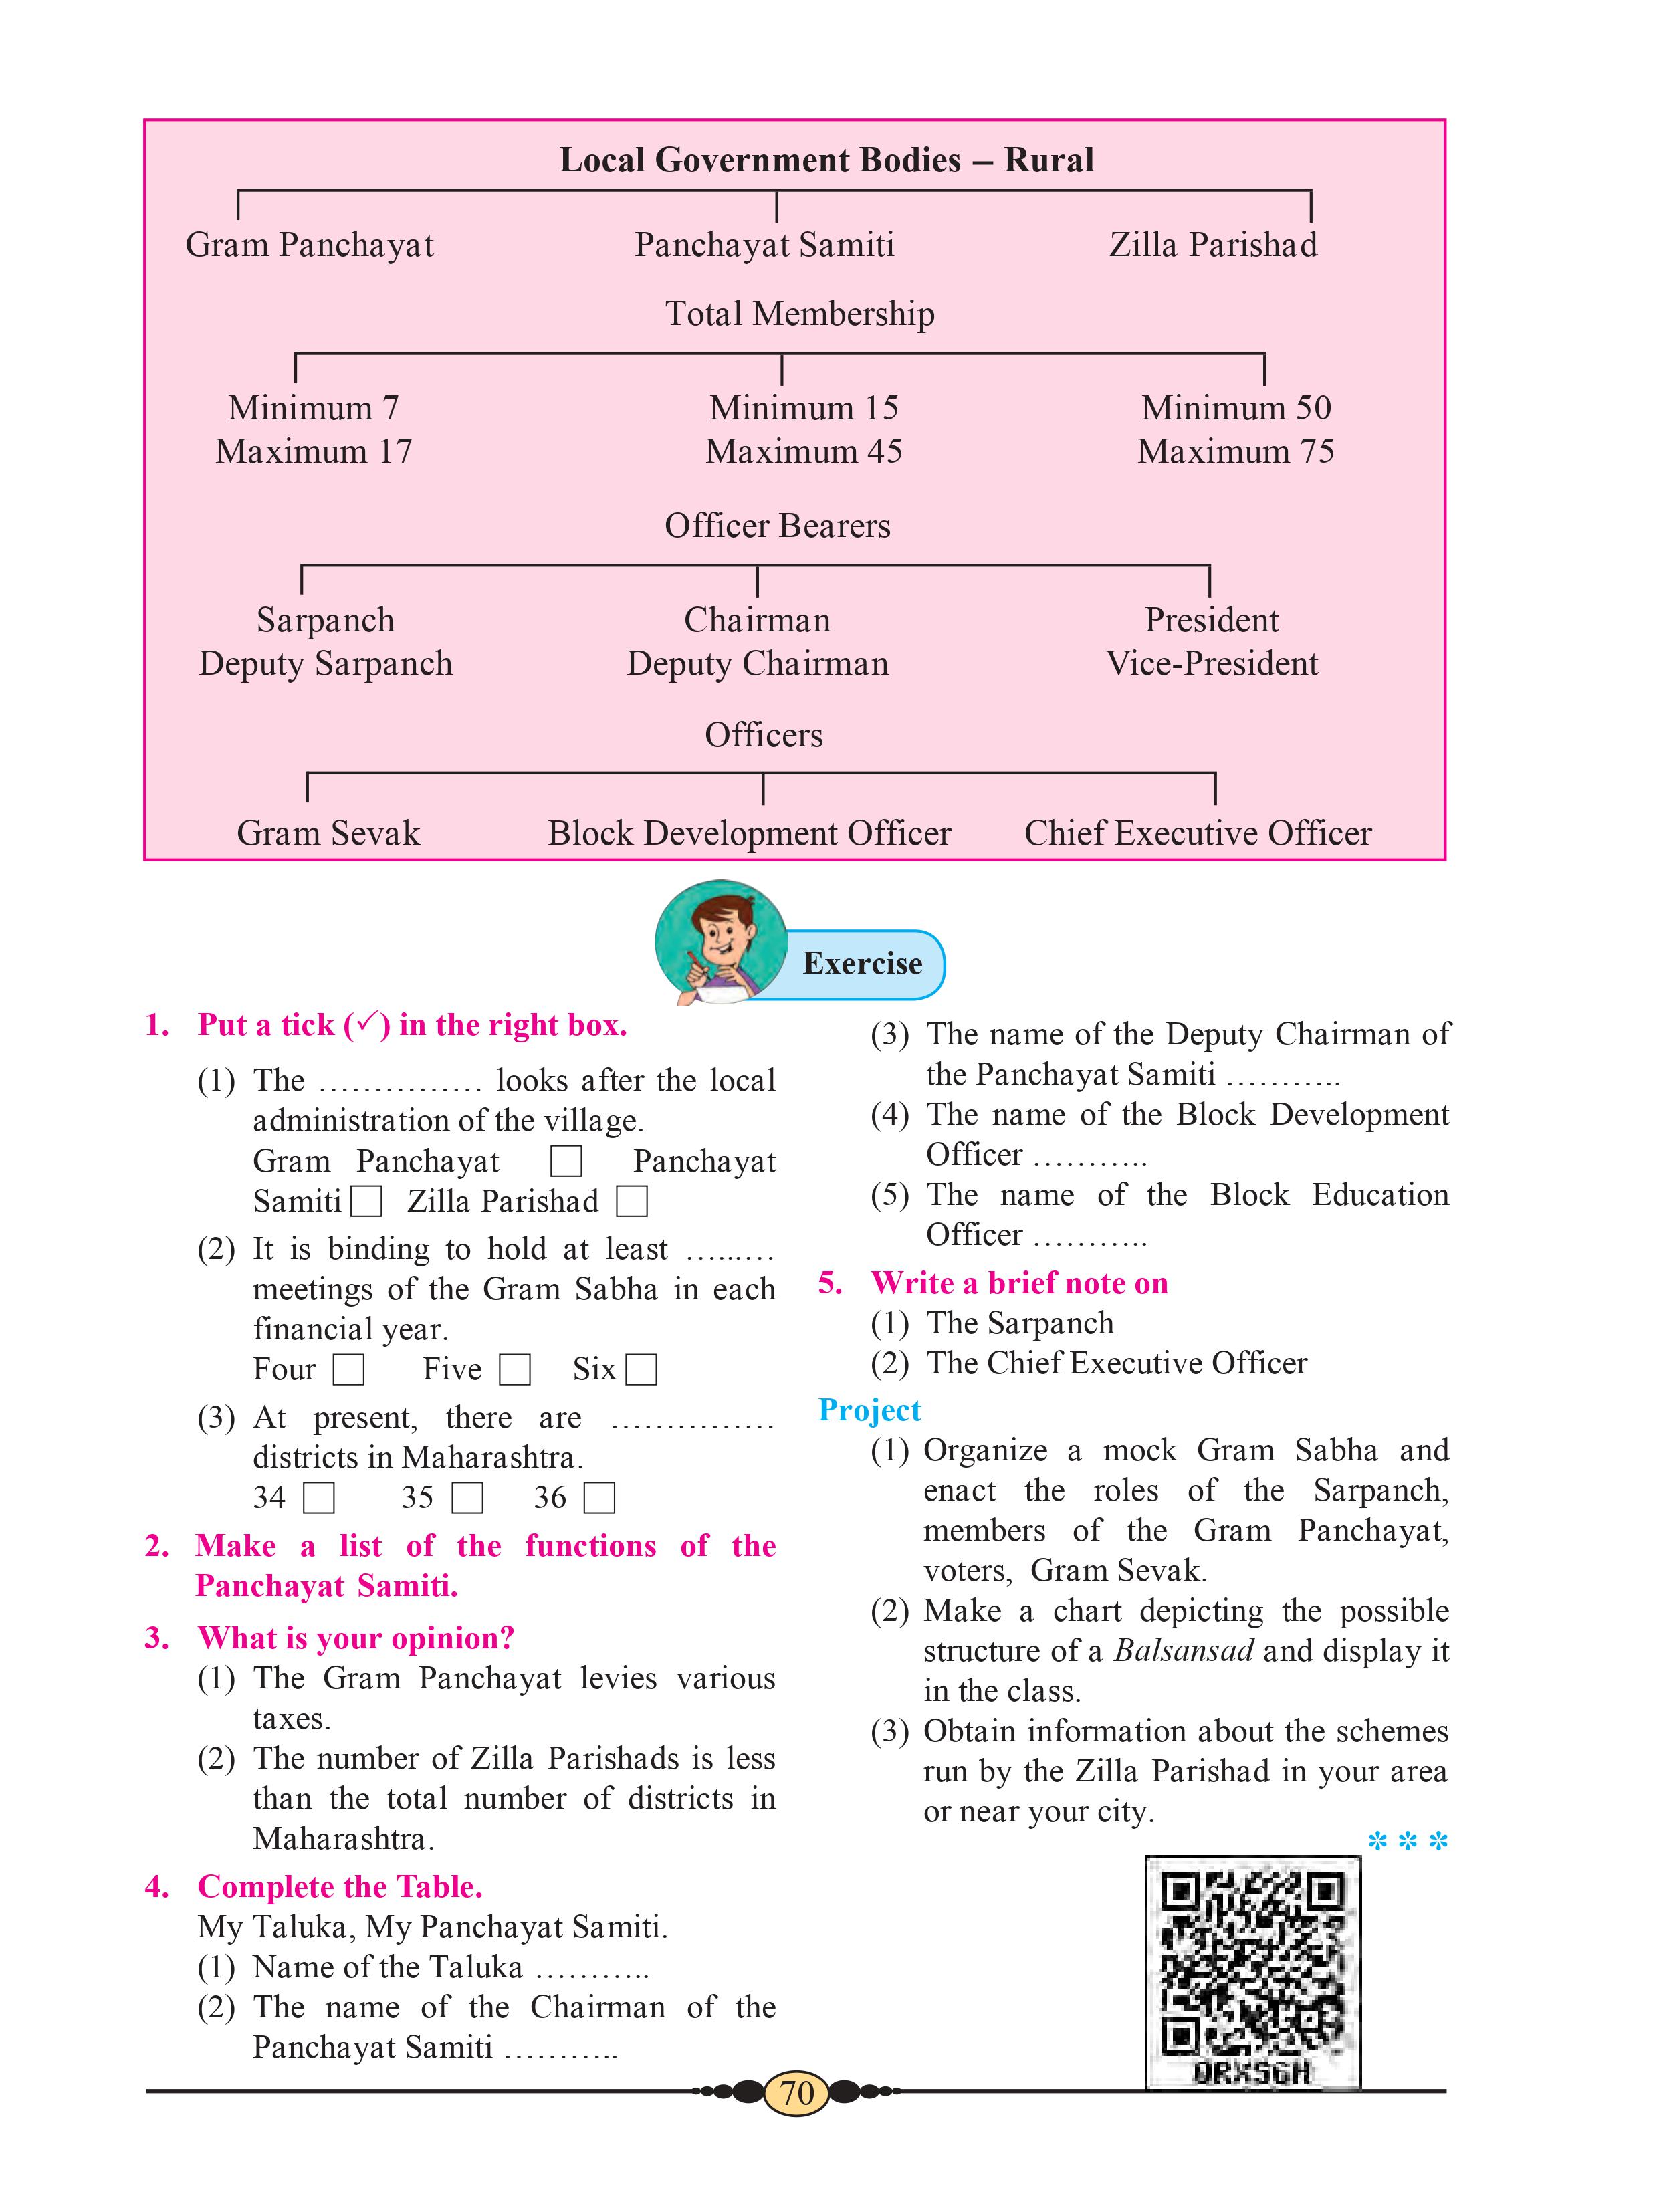 Local Government Bodies – Rural
Gram Panchayat Panchayat Samiti Zilla Parishad
Total Membership
Minimum 7 Minimum 15 Minimum 50
Maximum 17 Maximum 45 Maximum 75
Officer Bearers
Sarpanch Chairman President
Deputy Sarpanch Deputy Chairman Vice-President
Officers
Gram Sevak Block Development Officer Chief Executive Officer
Exercise
1. Put a tick (✓) in the right box.
(1) The ............... looks after the local
administration of the village.
Gram Panchayat □ Panchayat
Samiti □ Zilla Parishad □
(2) It is binding to hold at least .........
meetings of the Gram Sabha in each
financial year.
Four □ Five □ Six □
(3) At present, there are ...............
districts in Maharashtra.
34 □ 35 □ 36 □
2. Make a list of the functions of the
Panchayat Samiti.
3. What is your opinion?
(1) The Gram Panchayat levies various
taxes.
(2) The number of Zilla Parishads is less
than the total number of districts in
Maharashtra.
4. Complete the Table.
My Taluka, My Panchayat Samiti.
(1) Name of the Taluka ...........
(2) The name of the Chairman of the
Panchayat Samiti ...........
(3) The name of the Deputy Chairman of
the Panchayat Samiti ...........
(4) The name of the Block Development
Officer ...........
(5) The name of the Block Education
Officer ...........
5. Write a brief note on
(1) The Sarpanch
(2) The Chief Executive Officer
Project
(1) Organize a mock Gram Sabha and
enact the roles of the Sarpanch,
members of the Gram Panchayat,
voters, Gram Sevak.
(2) Make a chart depicting the possible
structure of a Balsansad and display it
in the class.
(3) Obtain information about the schemes
run by the Zilla Parishad in your area
or near your city.
* * *
QRXSGH
70